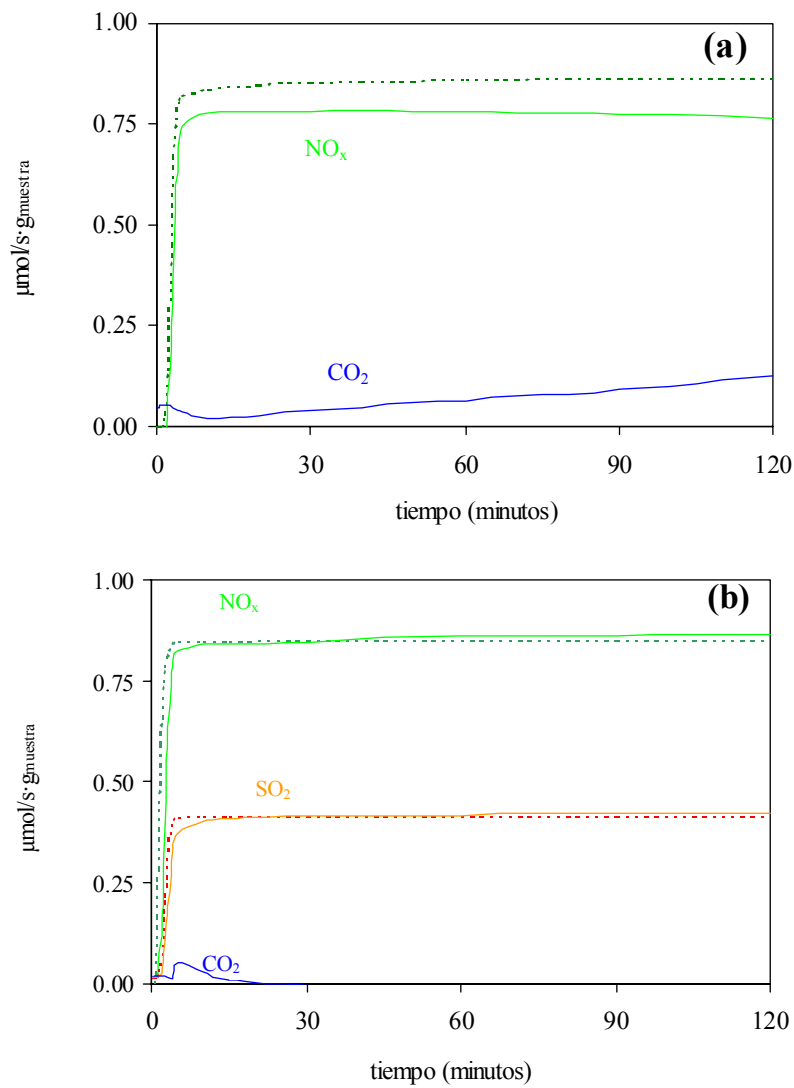 (a)
1.00
0.75
0.50
0.25
0.00
µmol/s·gmuestra
NOx
CO2
0
30
60
90
120
tiempo (minutos)
(b)
1.00
0.75
0.50
0.25
0.00
µmol/s·gmuestra
NOx
SO2
CO2
0
30
60
90
120
tiempo (minutos)